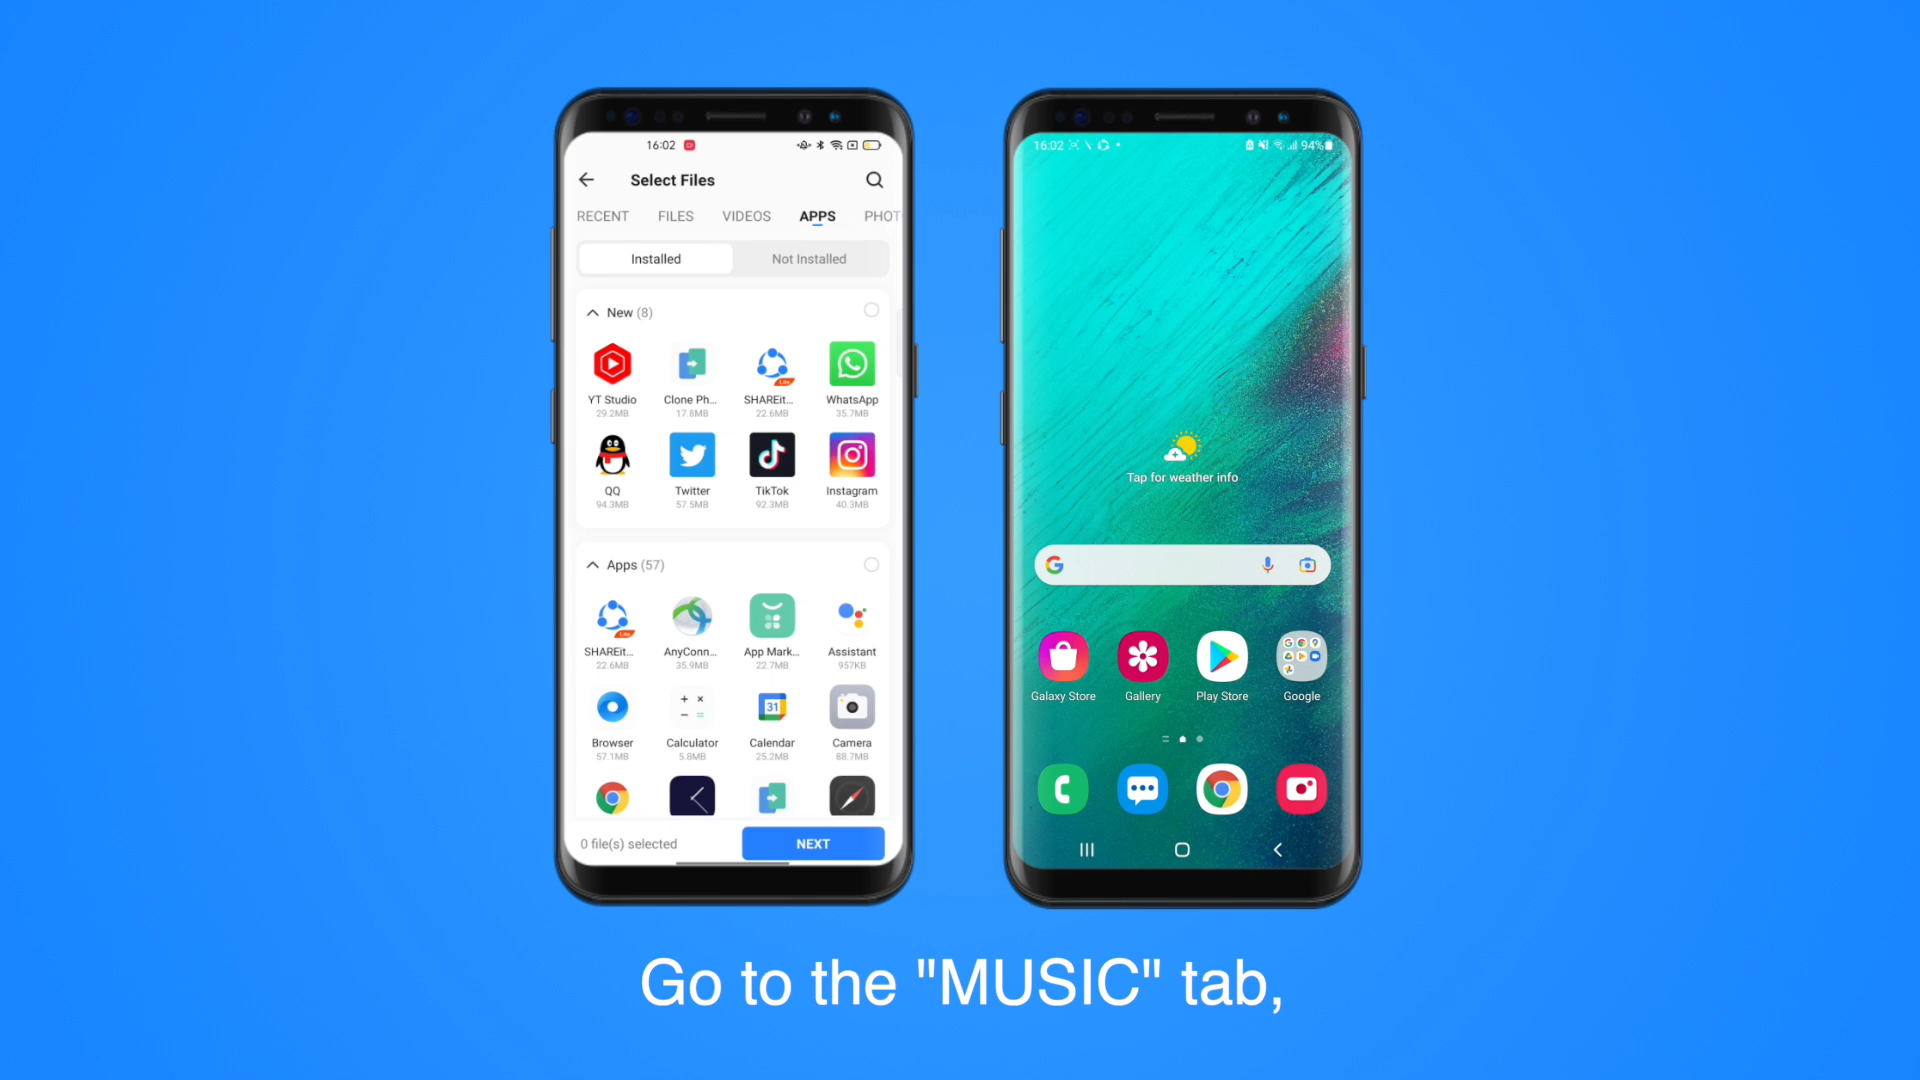 16:02
Select Files
RECENT FILES VIDEOS APPS PHOT
Installed Not Installed
New (8)
YT Studio Clone Ph... SHAREit... WhatsApp
29.2MB 17.8MB 22.6MB 35.7MB
QQ Twitter TikTok Instagram
94.3MB 57.5MB 92.3MB 40.3MB
Apps (57)
SHAREit... AnyConn... App Mark... Assistant
22.6MB 35.9MB 22.7MB 957KB
31
Browser Calculator Calendar Camera
57.1MB 5.8MB 25.2MB 88.7MB
0 file(s) selected NEXT
16:02 94%
Tap for weather info
Galaxy Store Gallery Play Store Google
Go to the "MUSIC" tab,